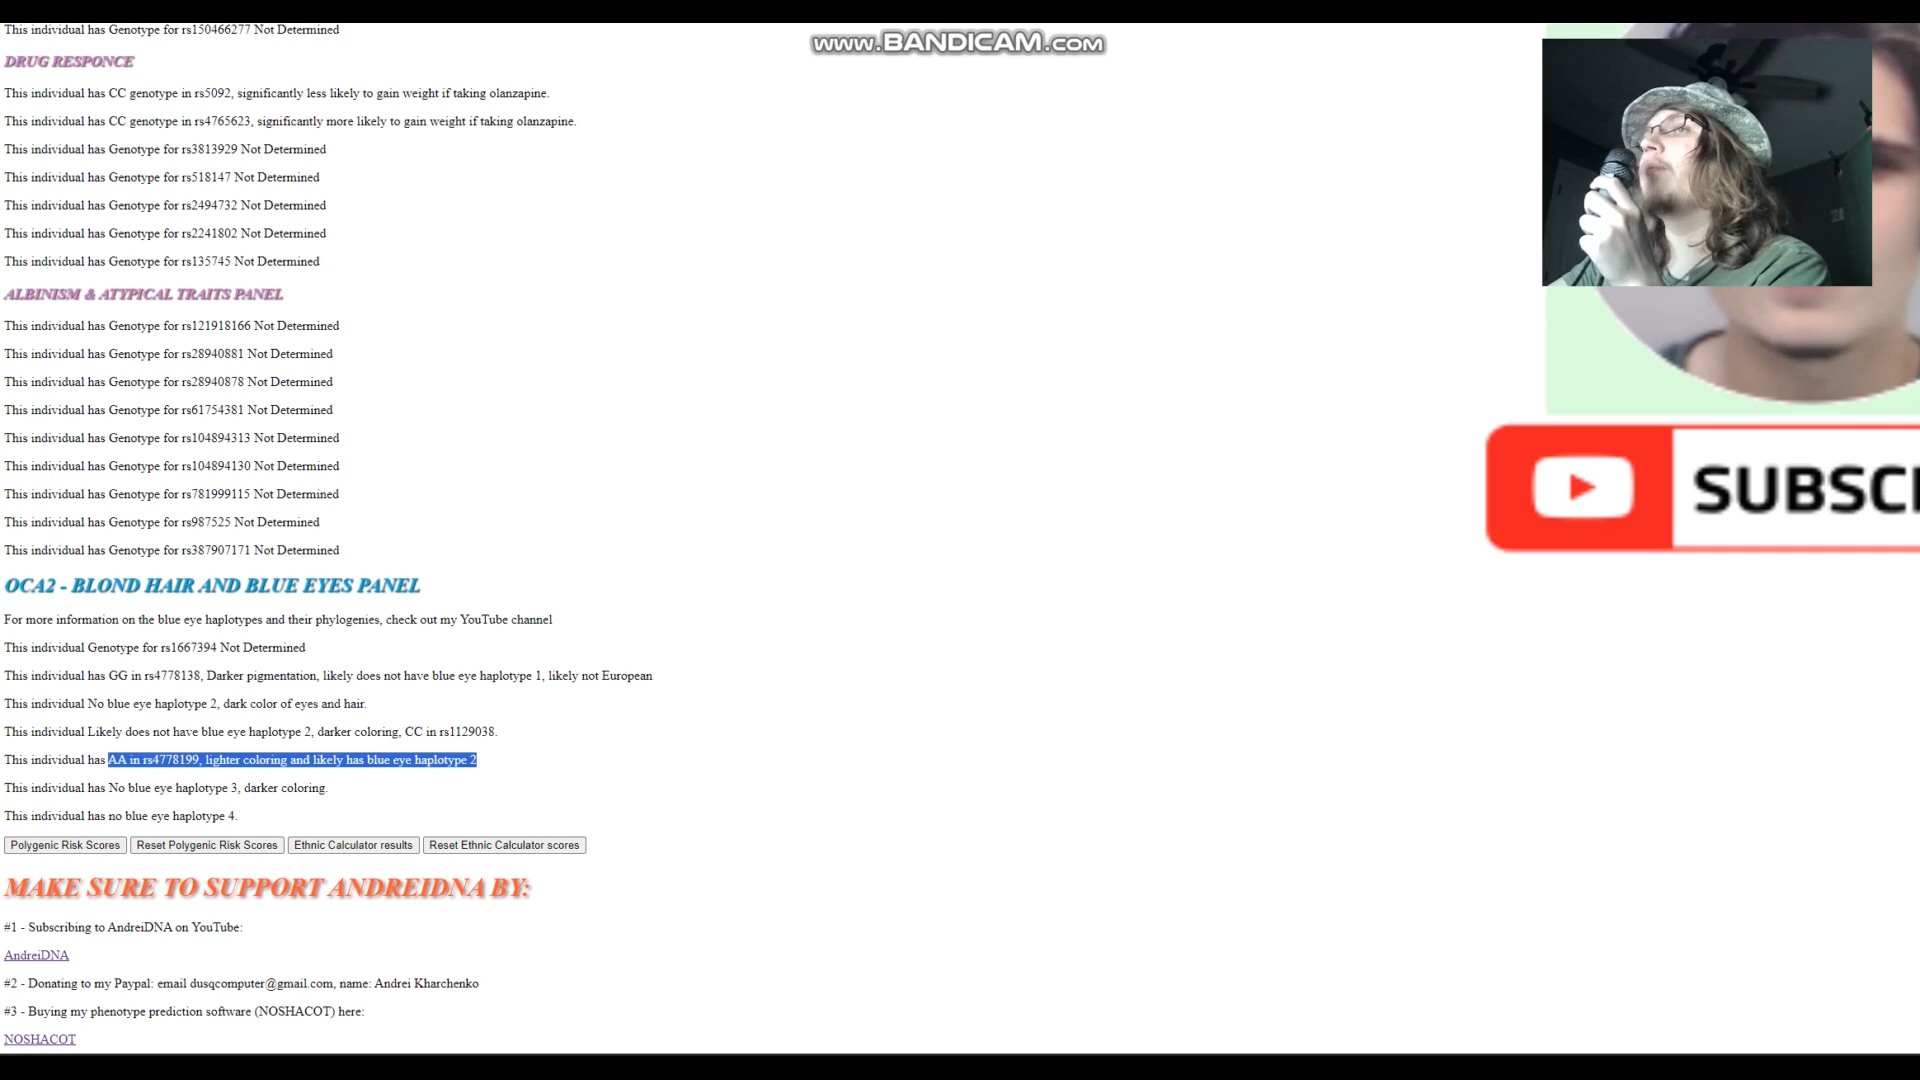 This individual has Genotype for rs150466277 Not Determined
www.BANDICAM.com
DRUG RESPONCE
This individual has CC genotype in rs5092, significantly less likely to gain weight if taking olanzapine.
This individual has CC genotype in rs4765623, significantly more likely to gain weight if taking olanzapine.
This individual has Genotype for rs3813929 Not Determined
This individual has Genotype for rs518147 Not Determined
This individual has Genotype for rs2494732 Not Determined
This individual has Genotype for rs2241802 Not Determined
This individual has Genotype for rs135745 Not Determined
ALBINISM & ATYPICAL TRAITS PANEL
This individual has Genotype for rs121918166 Not Determined
This individual has Genotype for rs28940881 Not Determined
This individual has Genotype for rs28940878 Not Determined
This individual has Genotype for rs61754381 Not Determined
This individual has Genotype for rs104894313 Not Determined
This individual has Genotype for rs104894130 Not Determined
This individual has Genotype for rs781999115 Not Determined
SUBSC
This individual has Genotype for rs987525 Not Determined
This individual has Genotype for rs387907171 Not Determined
OCA2 - BLOND HAIR AND BLUE EYES PANEL
For more information on the blue eye haplotypes and their phylogenies, check out my YouTube channel
This individual Genotype for rs1667394 Not Determined
This individual has GG in rs4778138, Darker pigmentation, likely does not have blue eye haplotype 1, likely not European
This individual No blue eye haplotype 2, dark color of eyes and hair.
This individual Likely does not have blue eye haplotype 2, darker coloring, CC in rs1129038.
This individual has AA in rs4778199, lighter coloring and likely has blue eye haplotype 2
This individual has No blue eye haplotype 3, darker coloring.
This individual has no blue eye haplotype 4.
Polygenic Risk Scores Reset Polygenic Risk Scores Ethnic Calculator results Reset Ethnic Calculator scores
MAKE SURE TO SUPPORT ANDREIDNA BY:
#1 - Subscribing to AndreiDNA on YouTube:
AndreiDNA
#2 - Donating to my Paypal: email dusqcomputer@gmail.com, name: Andrei Kharchenko
#3 - Buying my phenotype prediction software (NOSHACOT) here:
NOSHACOT